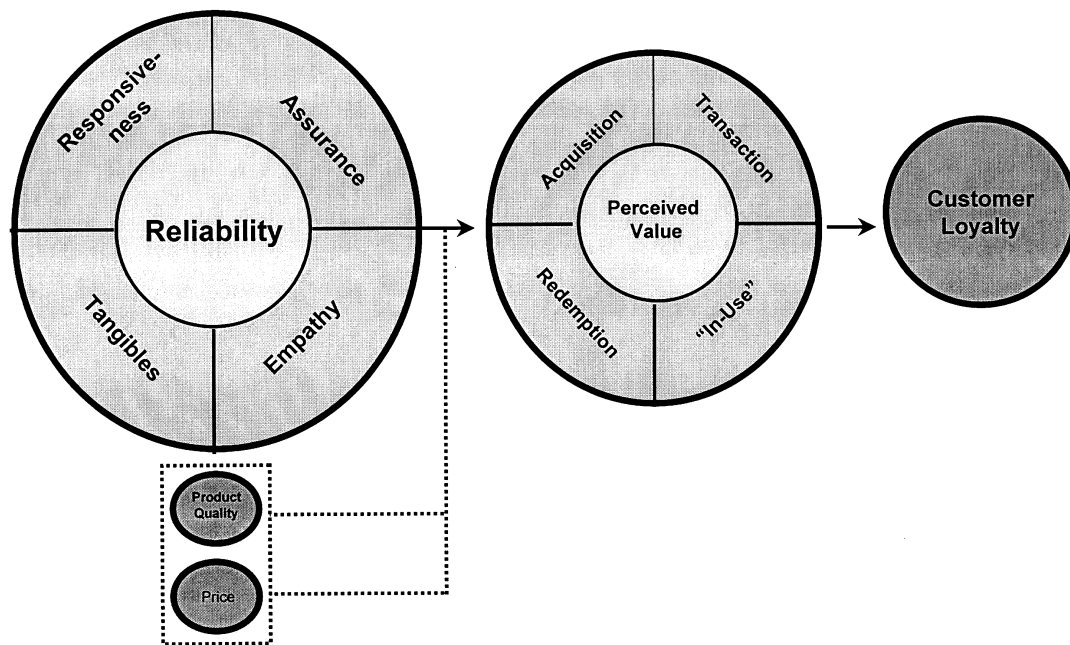 Responsive-
ness
Assurance
Reliability
Tangibles
Empathy
Product
Quality
Price
Acquisition
Transaction
Perceived
Value
Redemption
“In-Use”
Customer
Loyalty